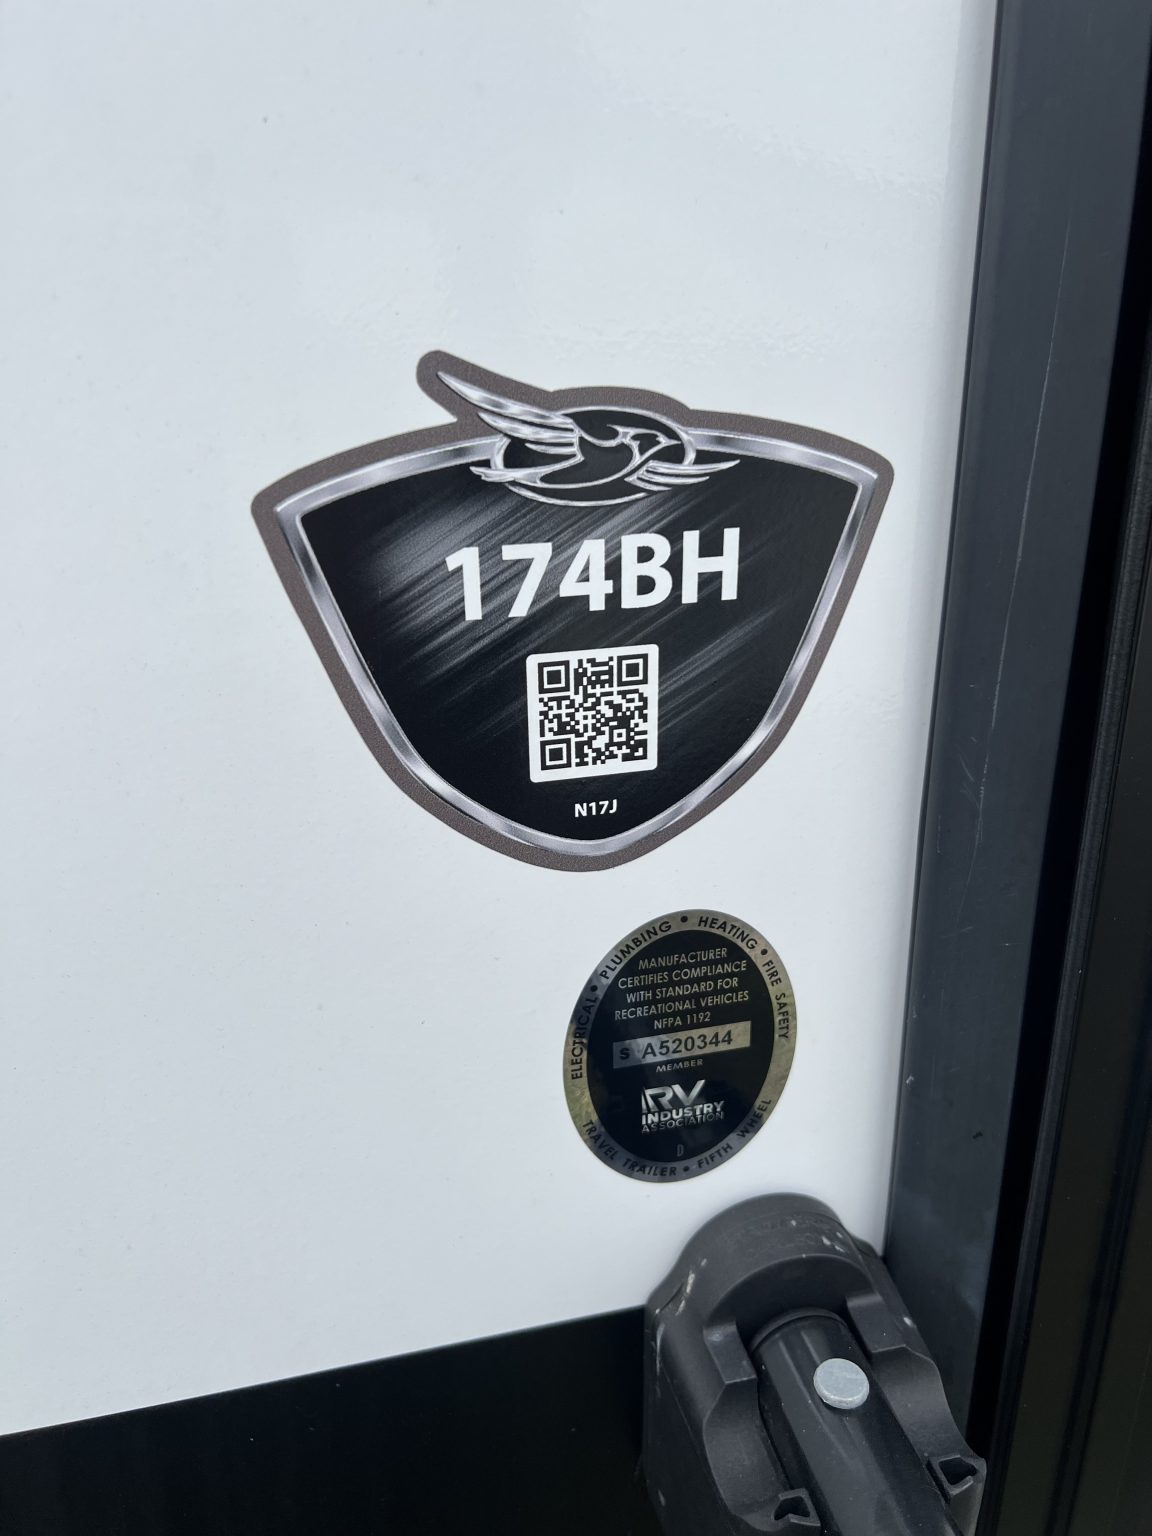 174BH
N17J
ELECTRICAL • PLUMBING • HEATING • FIRE SAFETY
MANUFACTURER
CERTIFIES COMPLIANCE
WITH STANDARD FOR
RECREATIONAL VEHICLES
NFPA 1192
S A520344
MEMBER
RV
INDUSTRY
ASSOCIATION
D
TRAVEL TRAILER • FIFTH WHEEL